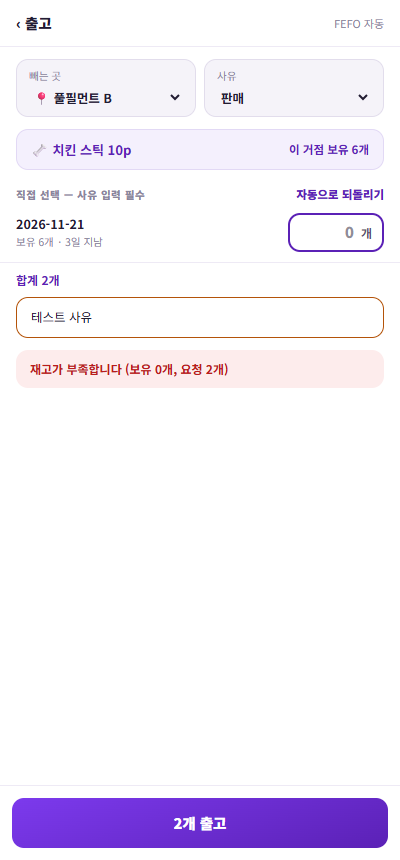 ‹ 출고
FEFO 자동
빼는 곳
📍 풀필먼트 B
사유
판매
🦴 치킨 스틱 10p
이 거점 보유 6개
직접 선택 — 사유 입력 필수
자동으로 되돌리기
2026-11-21
보유 6개 · 3일 지남
0 개
합계 2개
테스트 사유
재고가 부족합니다 (보유 0개, 요청 2개)
2개 출고